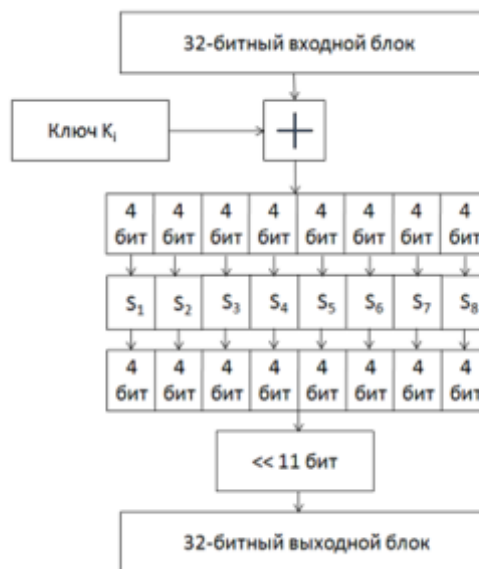 32-битный входной блок
Ключ Ki
+
4 4 4 4 4 4 4 4
бит бит бит бит бит бит бит бит
S1 S2 S3 S4 S5 S6 S7 S8
4 4 4 4 4 4 4 4
бит бит бит бит бит бит бит бит
<< 11 бит
32-битный выходной блок